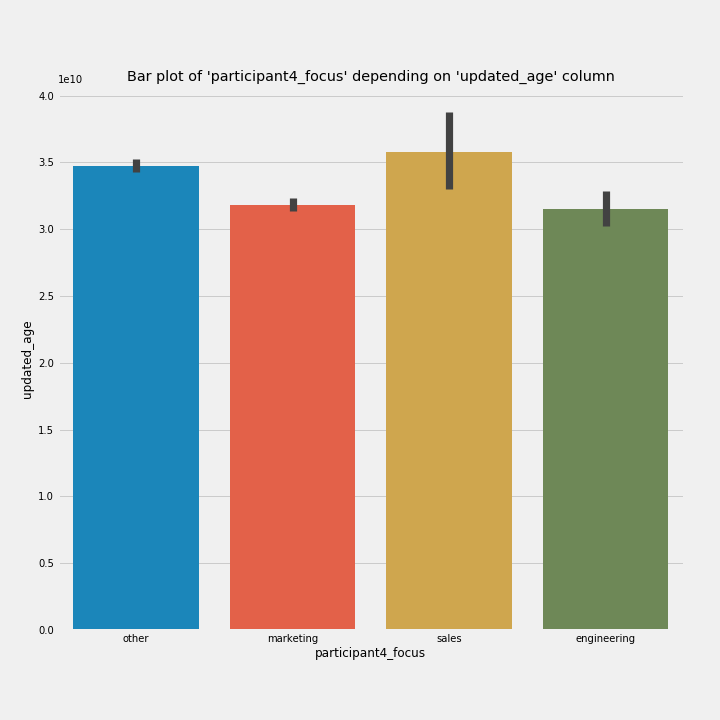 Bar plot of 'participant4_focus' depending on 'updated_age' column
1e10
4.0
3.5
3.0
2.5
2.0
1.5
1.0
0.5
0.0
updated_age
other marketing sales engineering
participant4_focus